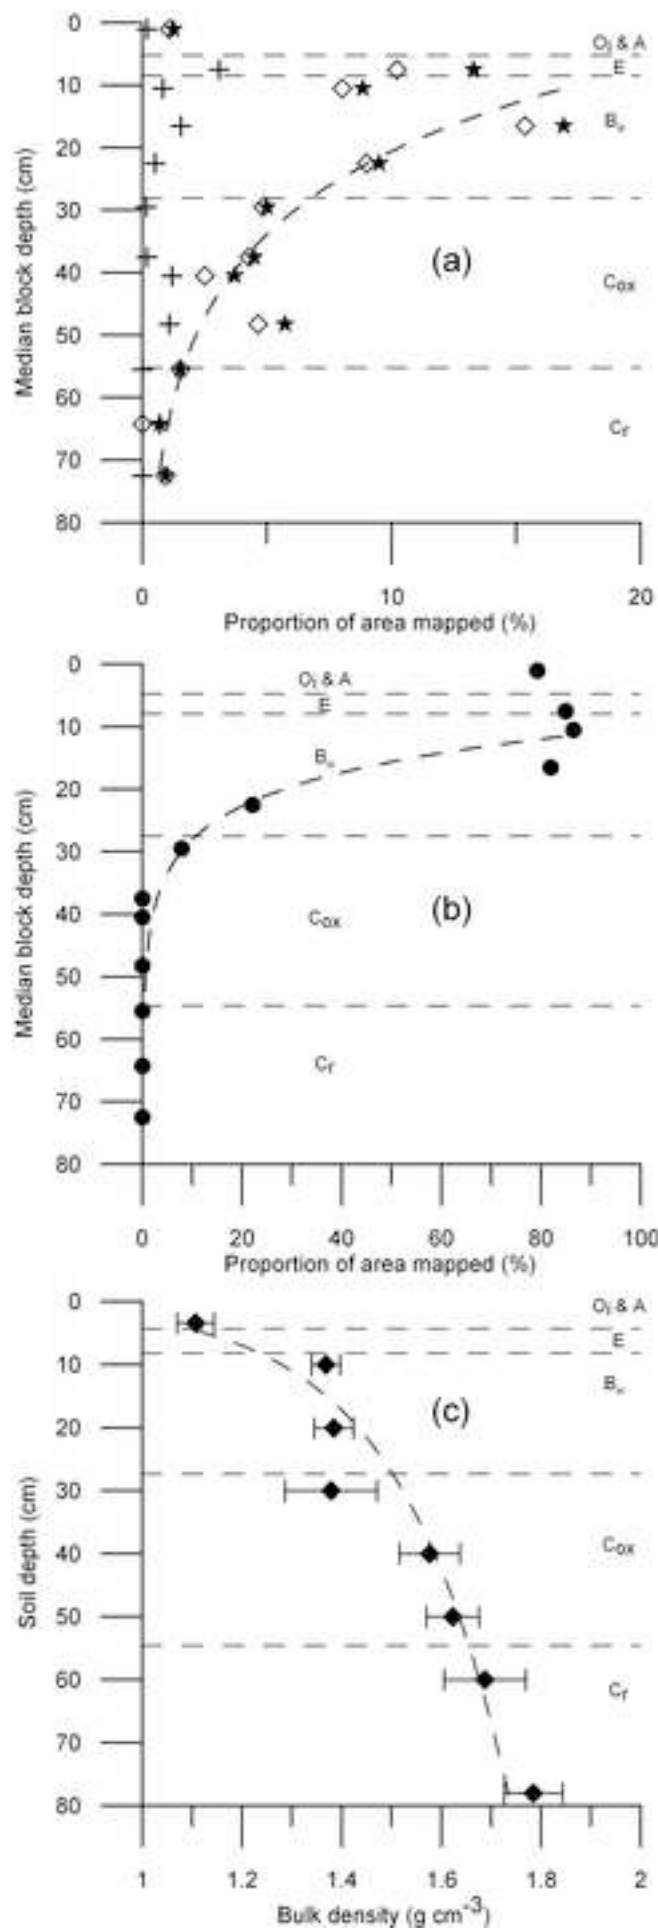 0
10
20
30
40
50
60
70
80
Median block depth (cm)
Oi & A
E
Bw
(a)
Cox
Cr
0 10 20
Proportion of area mapped (%)
0
10
20
30
40
50
60
70
80
Median block depth (cm)
Oi & A
E
Bw
(b)
Cox
Cr
0 20 40 60 80 100
Proportion of area mapped (%)
0
10
20
30
40
50
60
70
80
Soil depth (cm)
Oi & A
E
Bw
(c)
Cox
Cr
1 1.2 1.4 1.6 1.8 2
Bulk density (g cm⁻³)